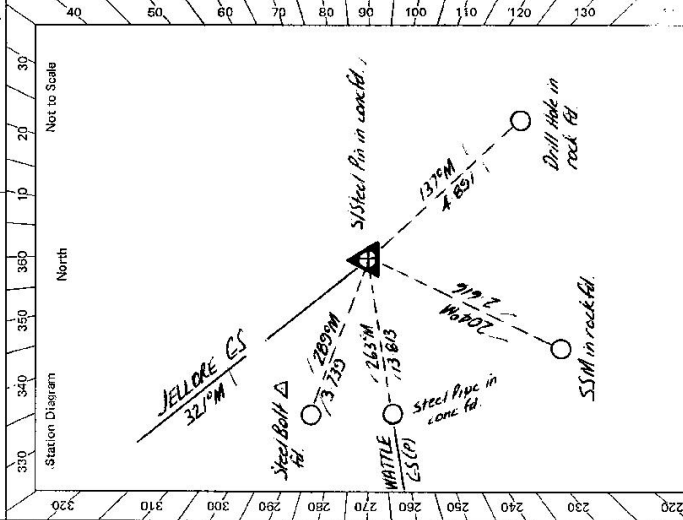 40 50 60 70 80 90 100 110 120 130
30
20
10
360
350
340
330
320 310 300 290 280 270 260 250 240 230 220
Not to Scale
North
Station Diagram
S/Steel Pin in conc fd.
137°M
4.891
Drill Hole in
rock fd.
204°M
2.616
SSM in rock fd.
JELLORE GS
321°M
289°M
3.739
Steel Bolt △
fd.
263°M
13.813
Steel Pipe in
conc fd.
WATTLE
GS(P)